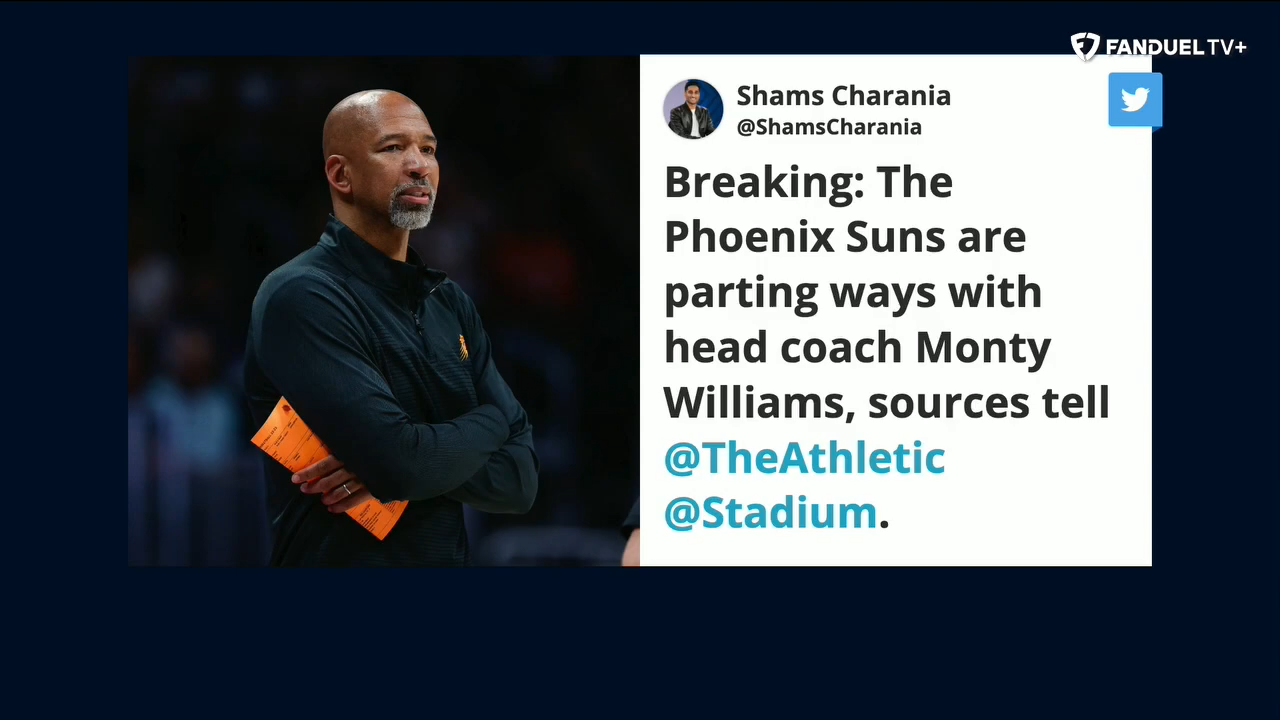 FANDUEL TV+
Shams Charania
@ShamsCharania
Breaking: The
Phoenix Suns are
parting ways with
head coach Monty
Williams, sources tell
@TheAthletic
@Stadium.